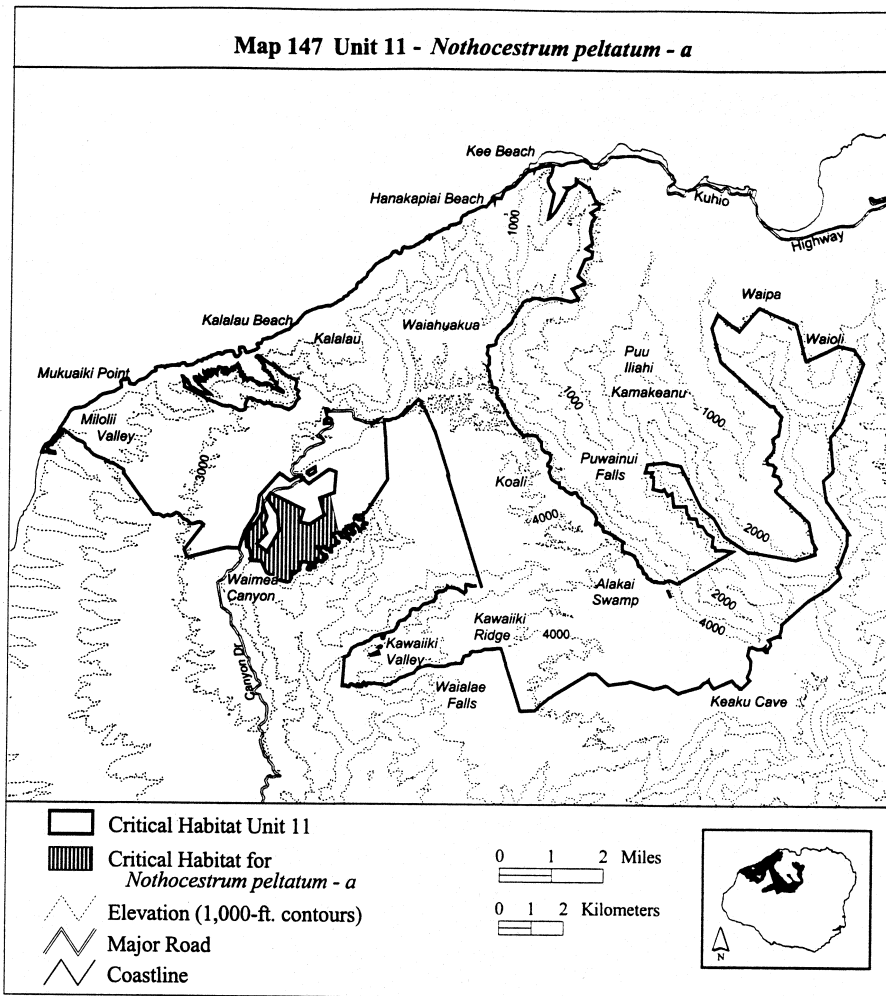 Map 147 Unit 11 - Nothocestrum peltatum - a
Kee Beach
Hanakapiai Beach
Kuhio
Highway
1000
Waipa
Kalalau Beach
Kalalau
Waiahuakua
Waioli
Puu
Iliahi
Mukuaiki Point
Kamakeanu
1000
1000
Milolii
Valley
3000
Puwainui
Falls
Koali
4000
2000
Waimea
Canyon
Alakai
Swamp
2000
4000
Kawaiiki
Ridge
4000
Kawaiiki
Valley
Canyon Dr
Waialae
Falls
Keaku Cave
Critical Habitat Unit 11
Critical Habitat for
Nothocestrum peltatum - a
Elevation (1,000-ft. contours)
Major Road
Coastline
0 1 2 Miles
0 1 2 Kilometers
N